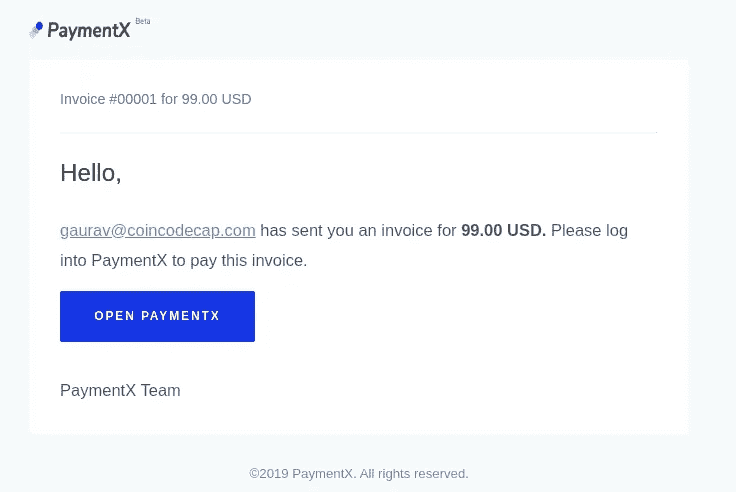 PaymentX Beta
Invoice #00001 for 99.00 USD
Hello,
gaurav@coincodecap.com has sent you an invoice for 99.00 USD. Please log
into PaymentX to pay this invoice.
OPEN PAYMENTX
PaymentX Team
©2019 PaymentX. All rights reserved.